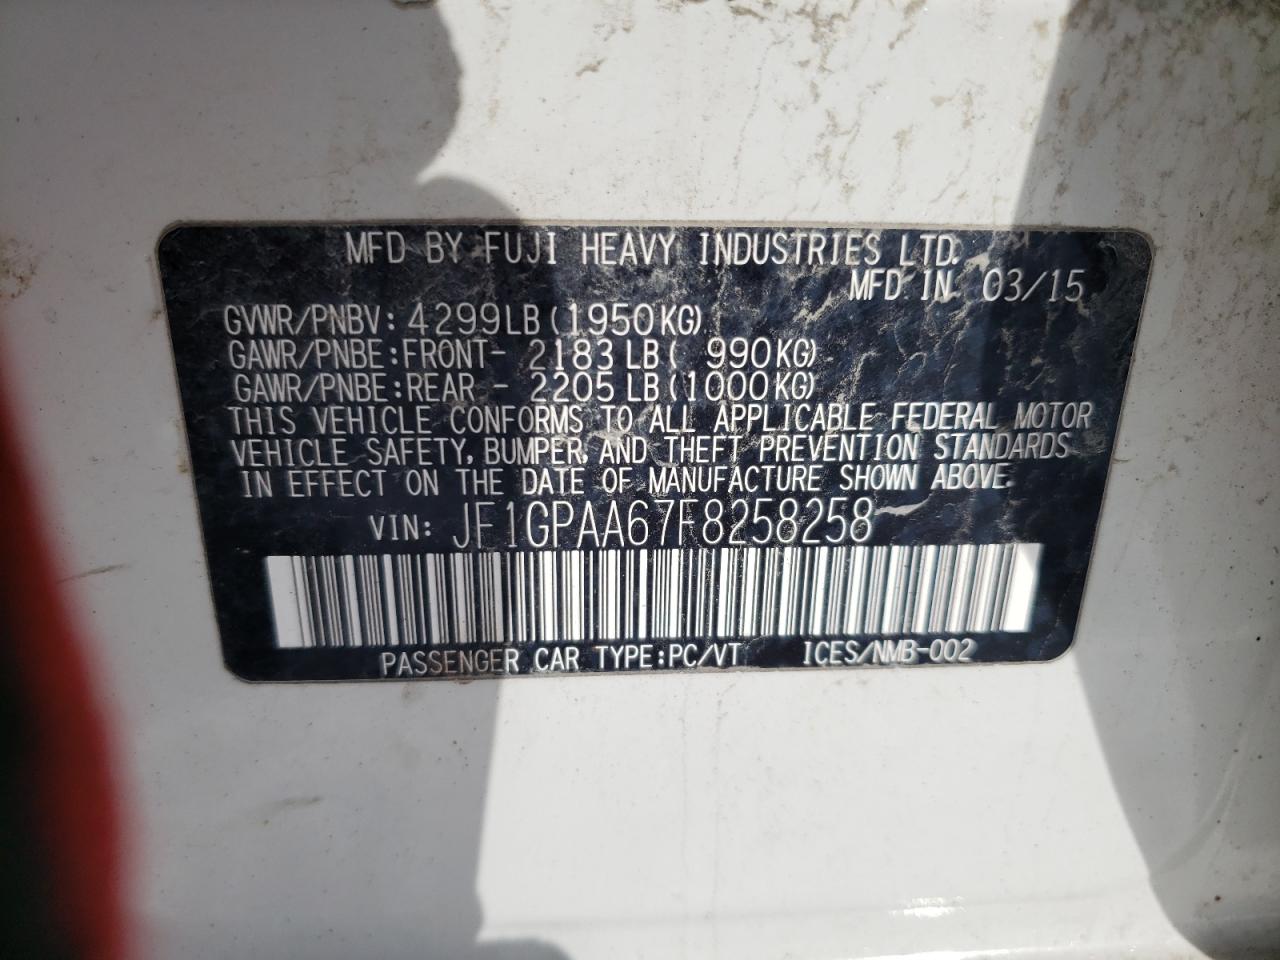 MFD BY FUJI HEAVY INDUSTRIES LTD.
MFD IN 03/15
GVWR/PNBV: 4299LB (1950KG)
GAWR/PNBE: FRONT- 2183 LB ( 990KG)
GAWR/PNBE: REAR - 2205 LB (1000KG)
THIS VEHICLE CONFORMS TO ALL APPLICABLE FEDERAL MOTOR
VEHICLE SAFETY, BUMPER, AND THEFT PREVENTION STANDARDS
IN EFFECT ON THE DATE OF MANUFACTURE SHOWN ABOVE.
VIN: JF1GPAA67F8258258
PASSENGER CAR TYPE:PC/VT ICES/NMB-002